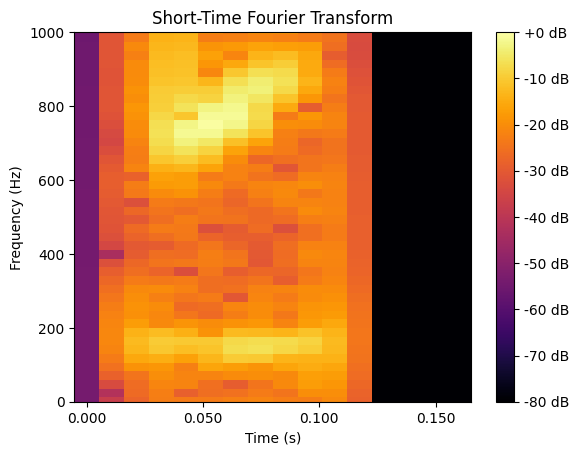 Short-Time Fourier Transform
1000
800
600
400
200
0
Frequency (Hz)
0.000
0.050
0.100
0.150
Time (s)
+0 dB
-10 dB
-20 dB
-30 dB
-40 dB
-50 dB
-60 dB
-70 dB
-80 dB